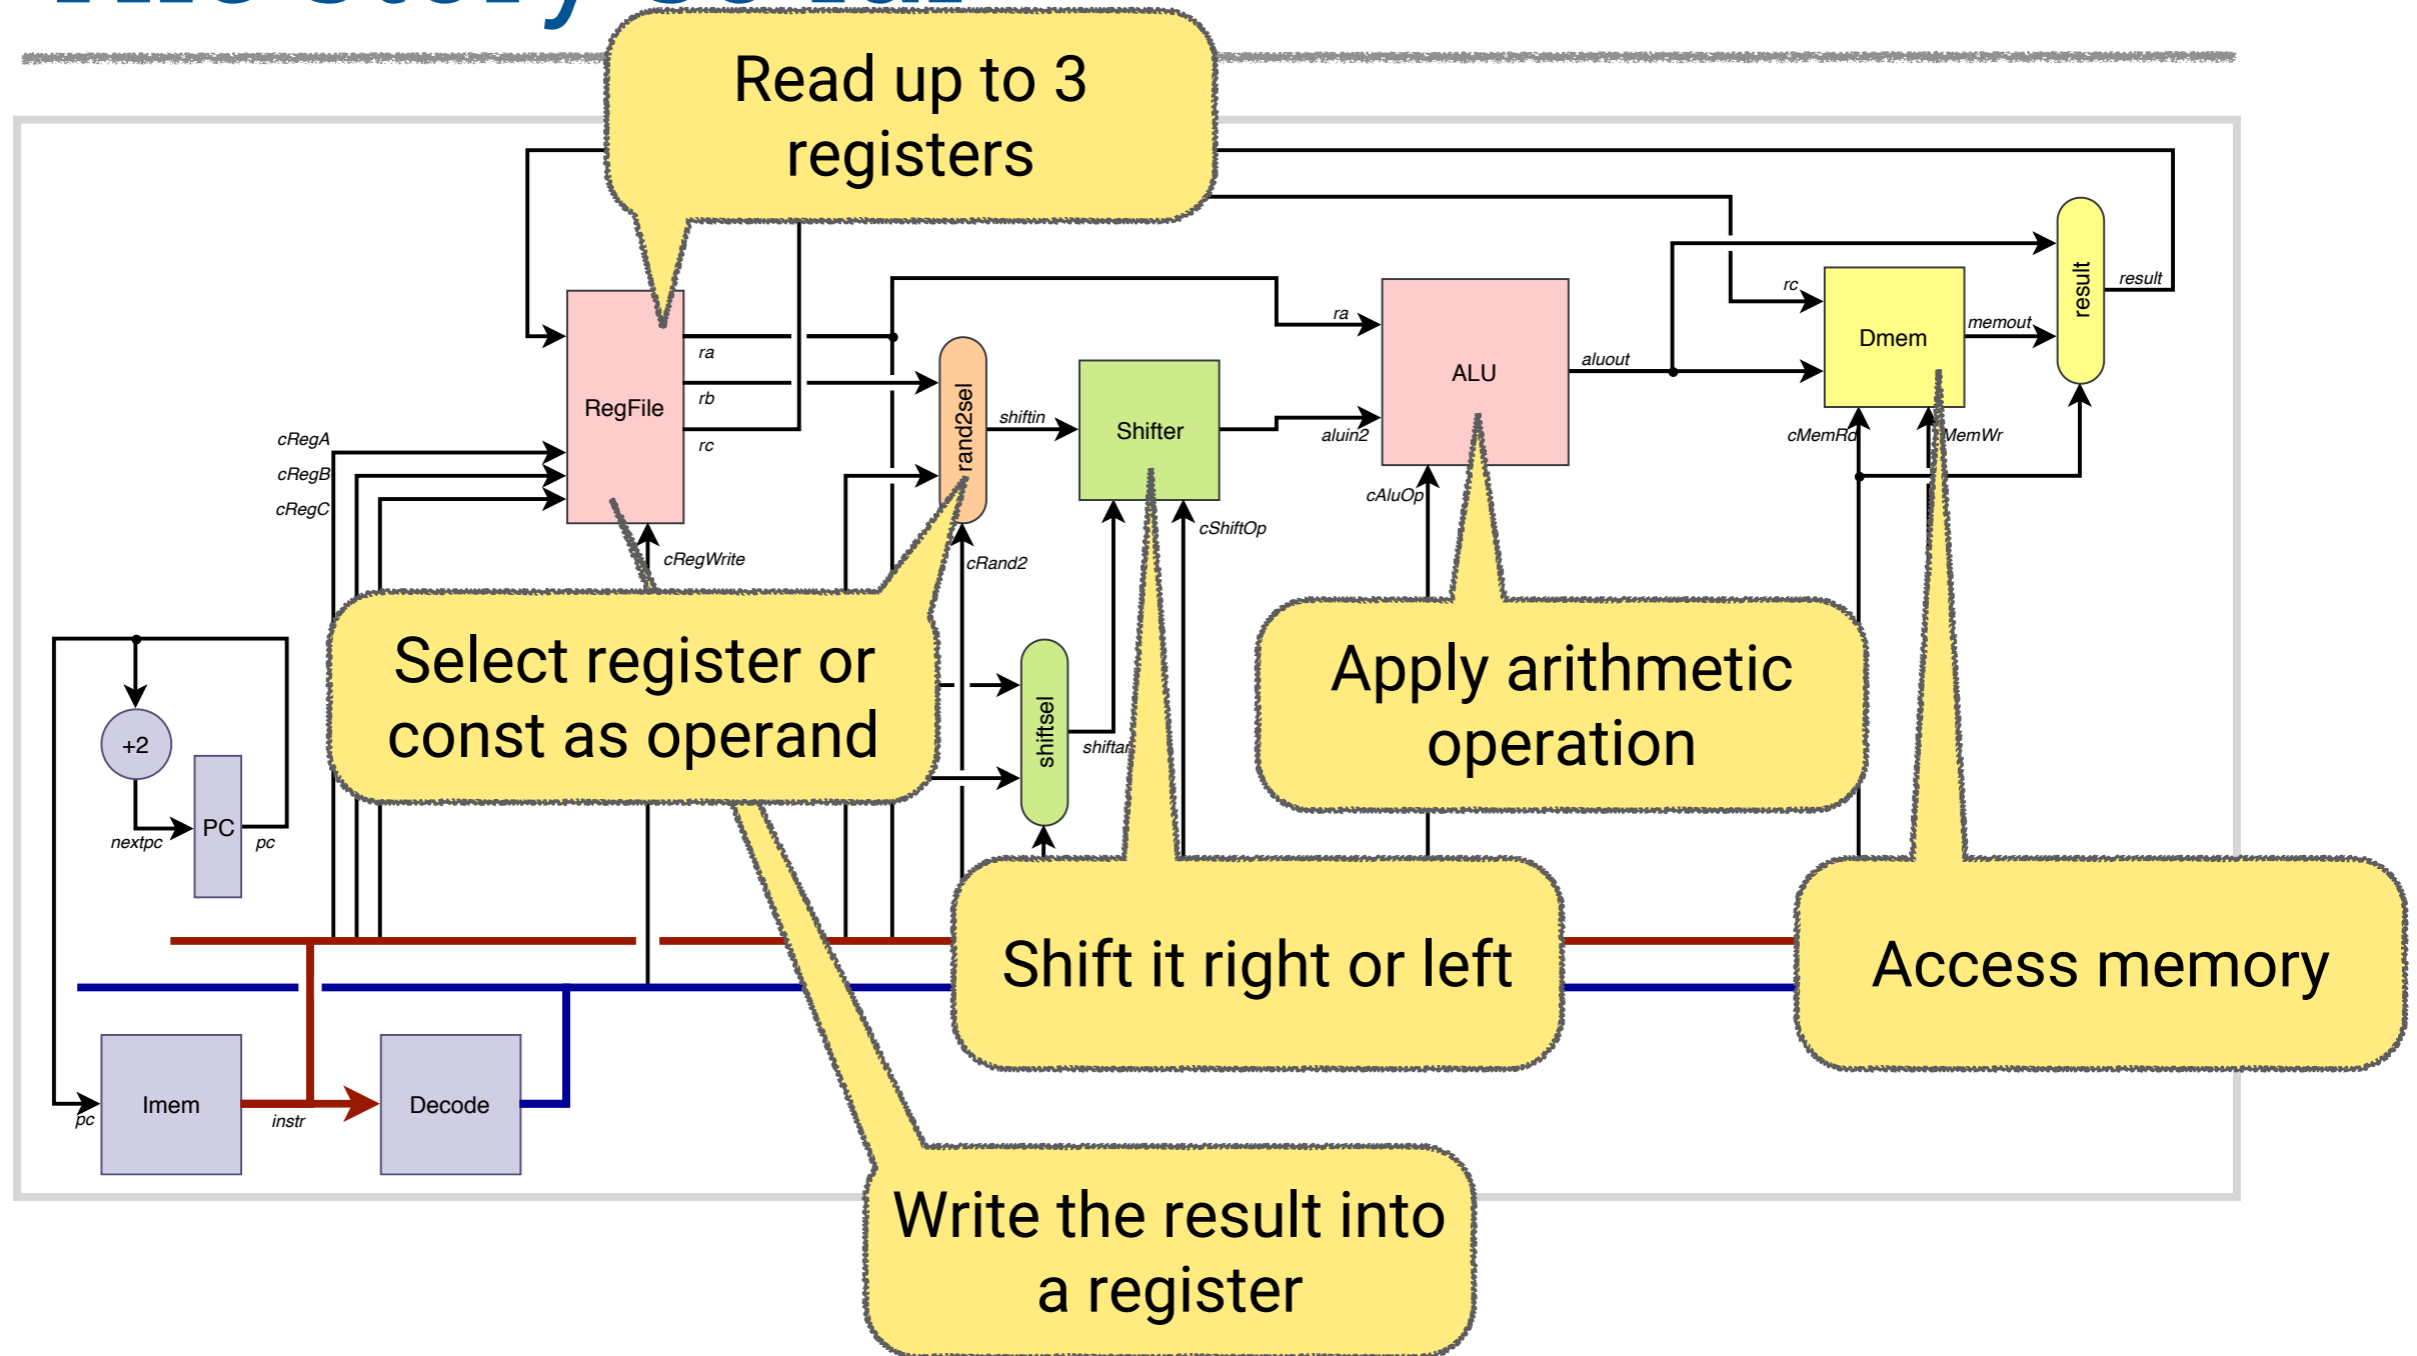 Read up to 3
registers
result
rc
result
ra
memout
Dmem
ra
aluout
ALU
rb
RegFile
rand2sel
shiftin
Shifter
aluin2
cMemRd
MemWr
cRegA
rc
cRegB
cAluOp
cRegC
cShiftOp
cRegWrite
cRand2
Select register or
const as operand
Apply arithmetic
operation
+2
shiftsel
PC
nextpc
pc
Shift it right or left
Access memory
Imem
Decode
pc
instr
Write the result into
a register